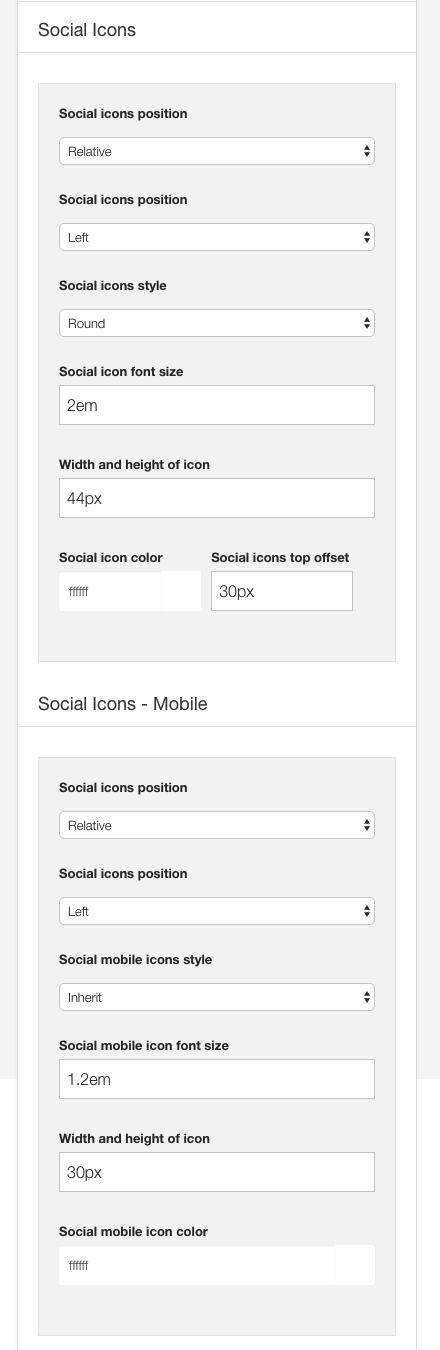 Social Icons
Social icons position
Relative
Social icons position
Left
Social icons style
Round
Social icon font size
2em
Width and height of icon
44px
Social icon color
ffffff
Social icons top offset
30px
Social Icons - Mobile
Social icons position
Relative
Social icons position
Left
Social mobile icons style
Inherit
Social mobile icon font size
1.2em
Width and height of icon
30px
Social mobile icon color
ffffff